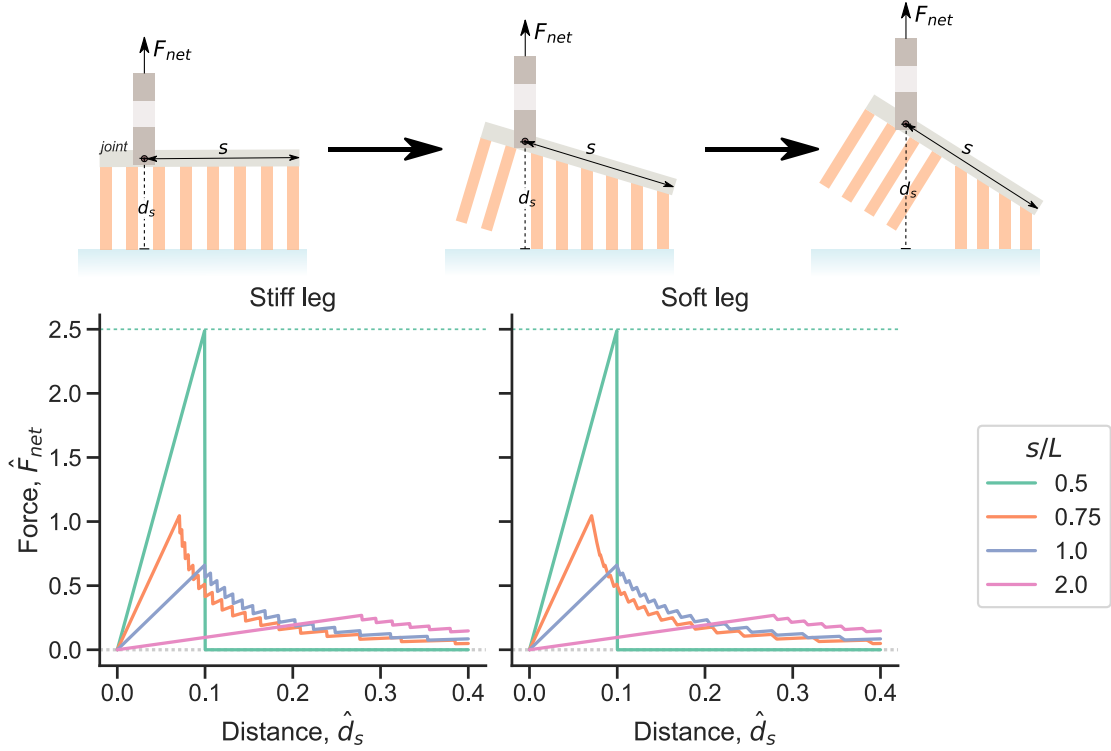 F_net
F_net
F_net
joint
s
s
s
d_s
d_s
d_s
Stiff leg
Soft leg
2.5
2.0
1.5
1.0
0.5
0.0
Force, F̂_net
0.0 0.1 0.2 0.3 0.4
0.0 0.1 0.2 0.3 0.4
Distance, d̂_s
Distance, d̂_s
s/L
0.5
0.75
1.0
2.0